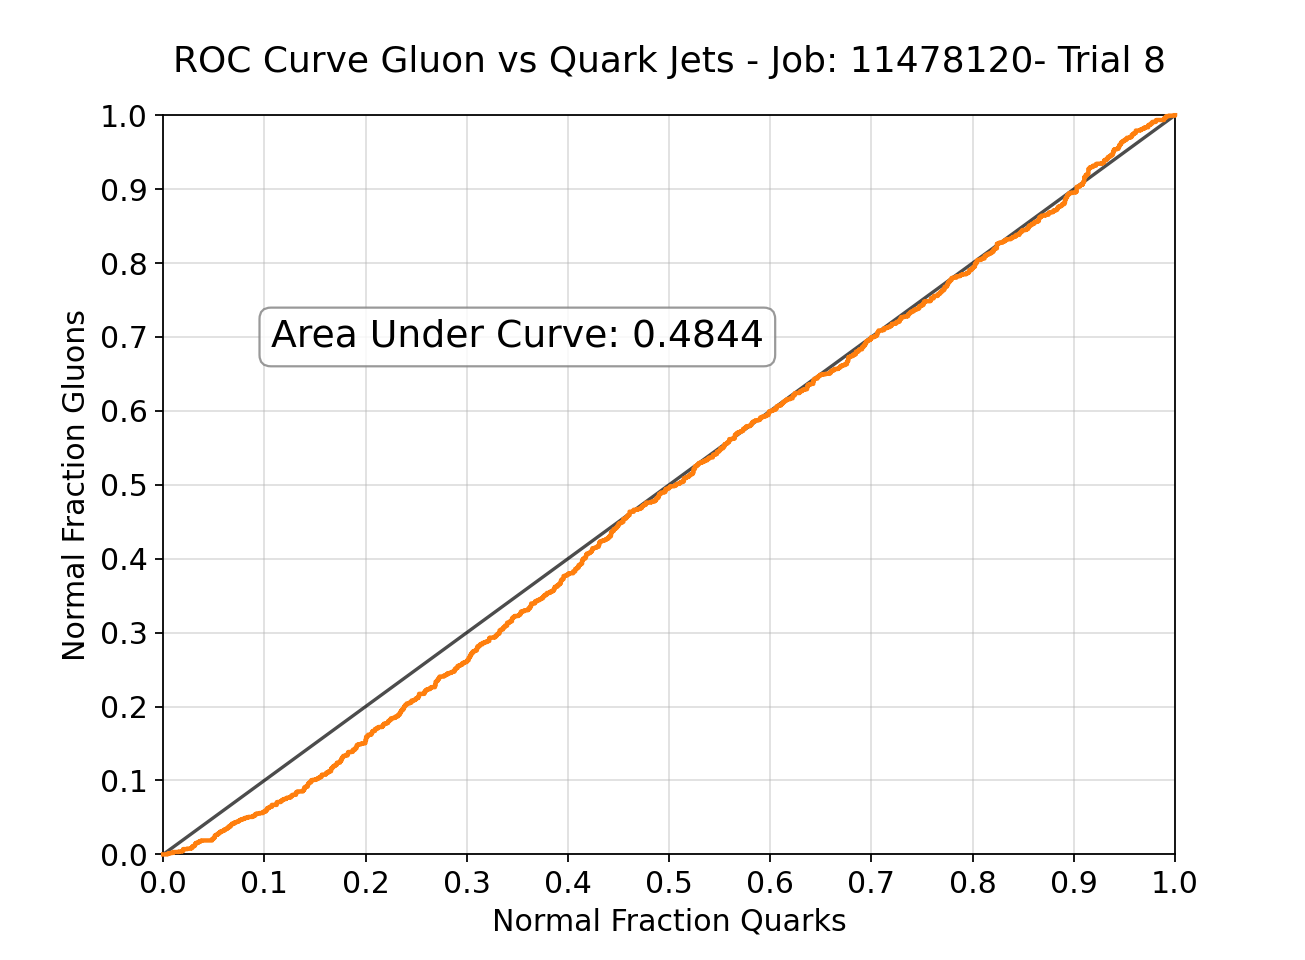 ROC Curve Gluon vs Quark Jets - Job: 11478120- Trial 8
1.0
0.9
0.8
Area Under Curve: 0.4844
0.7
0.6
0.5
0.4
0.3
0.2
0.1
0.0
Normal Fraction Gluons
0.0 0.1 0.2 0.3 0.4 0.5 0.6 0.7 0.8 0.9 1.0
Normal Fraction Quarks